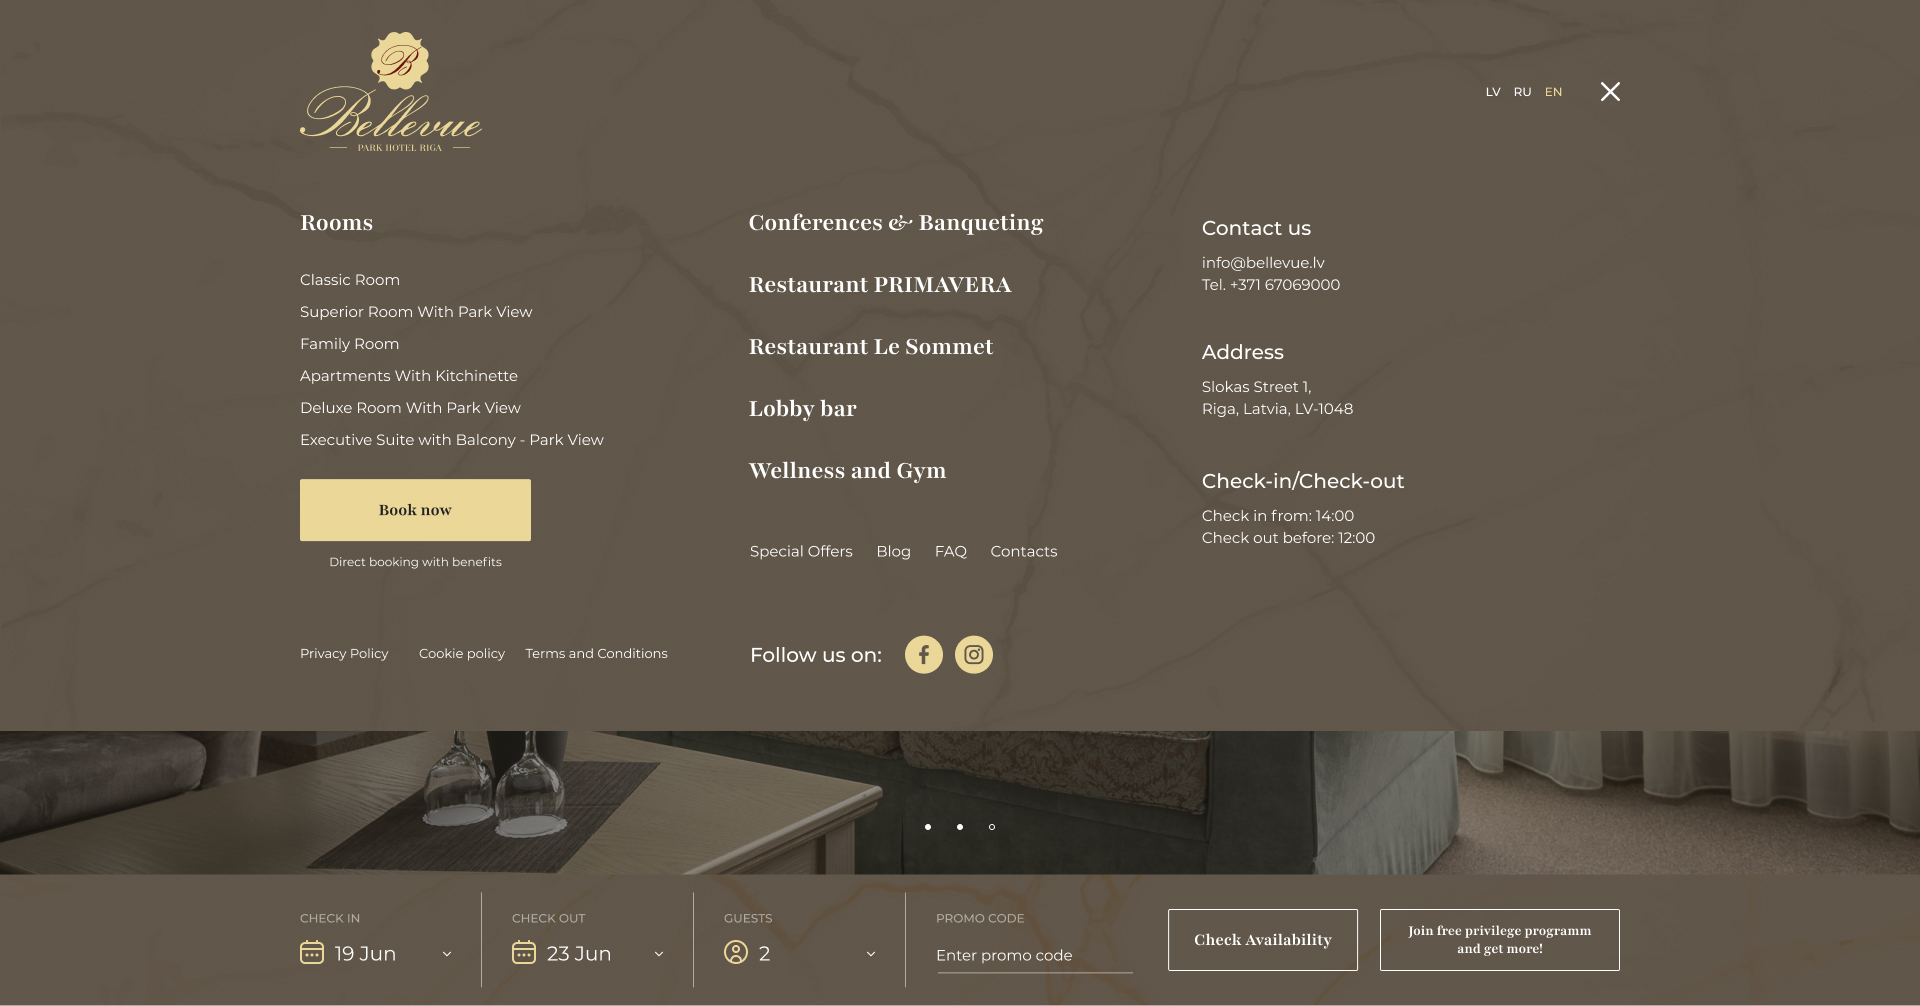 B
Bellevue
PARK HOTEL RIGA
LV RU EN
Rooms
Classic Room
Superior Room With Park View
Family Room
Apartments With Kitchinette
Deluxe Room With Park View
Executive Suite with Balcony - Park View
Book now
Direct booking with benefits
Privacy Policy Cookie policy Terms and Conditions
Conferences & Banqueting
Restaurant PRIMAVERA
Restaurant Le Sommet
Lobby bar
Wellness and Gym
Special Offers Blog FAQ Contacts
Follow us on:
Contact us
info@bellevue.lv
Tel. +371 67069000
Address
Slokas Street 1,
Riga, Latvia, LV-1048
Check-in/Check-out
Check in from: 14:00
Check out before: 12:00
CHECK IN
19 Jun
CHECK OUT
23 Jun
GUESTS
2
PROMO CODE
Enter promo code
Check Availability
Join free privilege programm
and get more!